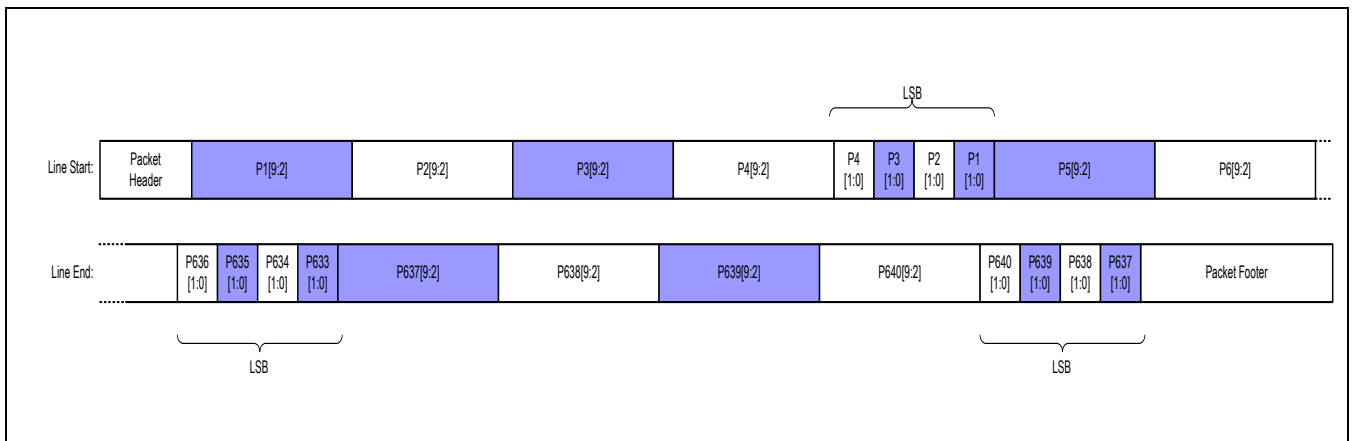 LSB
Line Start:
Packet
Header
P1[9:2]
P2[9:2]
P3[9:2]
P4[9:2]
P4
[1:0]
P3
[1:0]
P2
[1:0]
P1
[1:0]
P5[9:2]
P6[9:2]
Line End:
P636
[1:0]
P635
[1:0]
P634
[1:0]
P633
[1:0]
P637[9:2]
P638[9:2]
P639[9:2]
P640[9:2]
P640
[1:0]
P639
[1:0]
P638
[1:0]
P637
[1:0]
Packet Footer
LSB
LSB